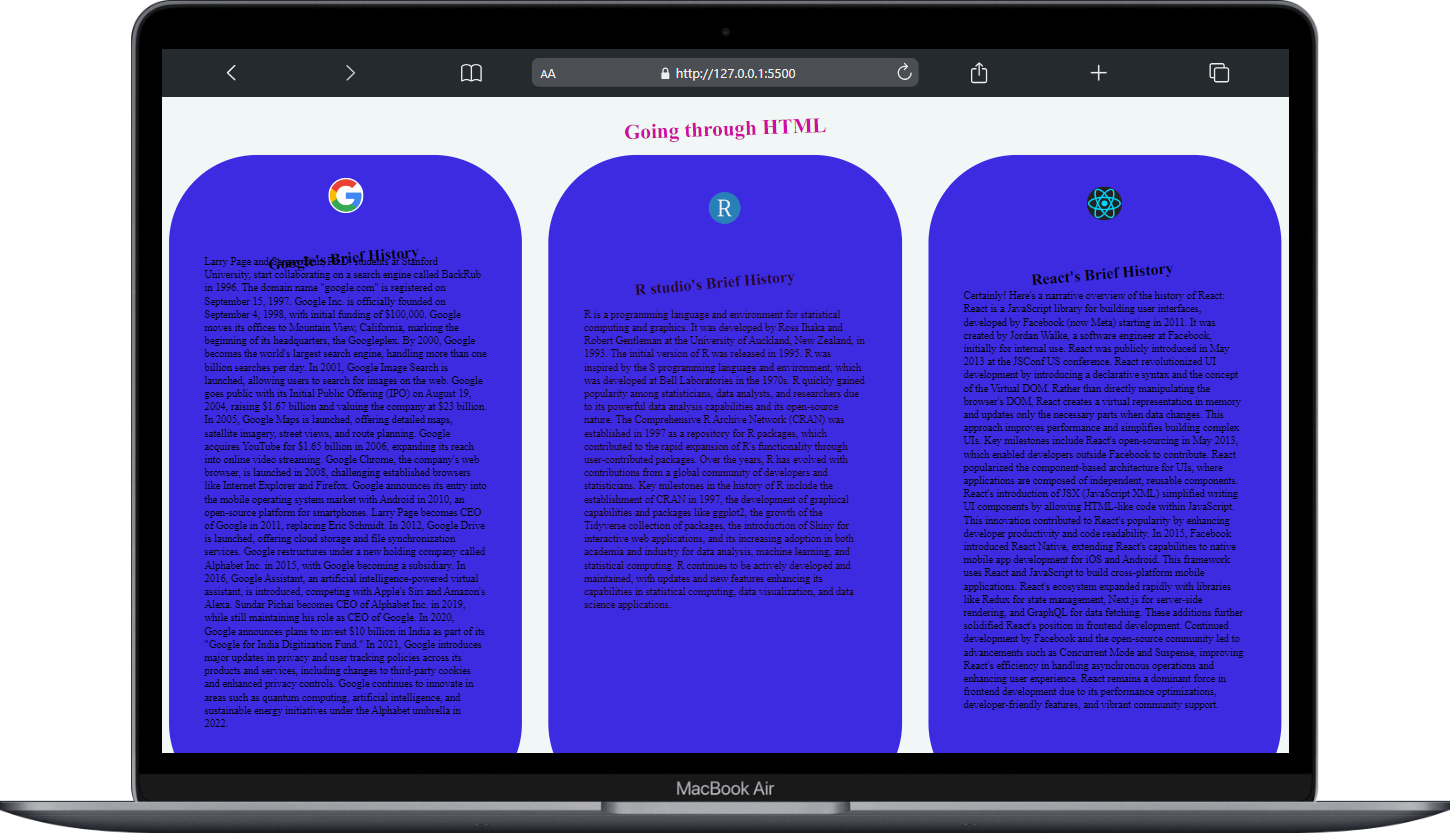 AA
http://127.0.0.1:5500
Going through HTML
Google's Brief History
Larry Page and Sergey Brin, Ph.D. students at Stanford
University, start collaborating on a search engine called BackRub
in 1996. The domain name "google.com" is registered on
September 15, 1997. Google Inc. is officially founded on
September 4, 1998, with initial funding of $100,000. Google
moves its offices to Mountain View, California, marking the
beginning of its headquarters, the Googleplex. By 2000, Google
becomes the world's largest search engine, handling more than one
billion searches per day. In 2001, Google Image Search is
launched, allowing users to search for images on the web. Google
goes public with its Initial Public Offering (IPO) on August 19,
2004, raising $1.67 billion and valuing the company at $23 billion.
In 2005, Google Maps is launched, offering detailed maps,
satellite imagery, street views, and route planning. Google
acquires YouTube for $1.65 billion in 2006, expanding its reach
into online video streaming. Google Chrome, the company's web
browser, is launched in 2008, challenging established browsers
like Internet Explorer and Firefox. Google announces its entry into
the mobile operating system market with Android in 2010, an
open-source platform for smartphones. Larry Page becomes CEO
of Google in 2011, replacing Eric Schmidt. In 2012, Google Drive
is launched, offering cloud storage and file synchronization
services. Google restructures under a new holding company called
Alphabet Inc. in 2015, with Google becoming a subsidiary. In
2016, Google Assistant, an artificial intelligence-powered virtual
assistant, is introduced, competing with Apple's Siri and Amazon's
Alexa. Sundar Pichai becomes CEO of Alphabet Inc. in 2019,
while still maintaining his role as CEO of Google. In 2020,
Google announces plans to invest $10 billion in India as part of its
"Google for India Digitization Fund." In 2021, Google introduces
major updates in privacy and user tracking policies across its
products and services, including changes to third-party cookies
and enhanced privacy controls. Google continues to innovate in
areas such as quantum computing, artificial intelligence, and
sustainable energy initiatives under the Alphabet umbrella in
2022.
R
R studio's Brief History
R is a programming language and environment for statistical
computing and graphics. It was developed by Ross Ihaka and
Robert Gentleman at the University of Auckland, New Zealand, in
1993. The initial version of R was released in 1995. R was
inspired by the S programming language and environment, which
was developed at Bell Laboratories in the 1970s. R quickly gained
popularity among statisticians, data analysts, and researchers due
to its powerful data analysis capabilities and its open-source
nature. The Comprehensive R Archive Network (CRAN) was
established in 1997 as a repository for R packages, which
contributed to the rapid expansion of R's functionality through
user-contributed packages. Over the years, R has evolved with
contributions from a global community of developers and
statisticians. Key milestones in the history of R include the
establishment of CRAN in 1997, the development of graphical
capabilities and packages like ggplot2, the growth of the
Tidyverse collection of packages, the introduction of Shiny for
interactive web applications, and its increasing adoption in both
academia and industry for data analysis, machine learning, and
statistical computing. R continues to be actively developed and
maintained, with updates and new features enhancing its
capabilities in statistical computing, data visualization, and data
science applications.
React's Brief History
Certainly! Here's a narrative overview of the history of React:
React is a JavaScript library for building user interfaces,
developed by Facebook (now Meta) starting in 2011. It was
created by Jordan Walke, a software engineer at Facebook,
initially for internal use. React was publicly introduced in May
2013 at the JSConf US conference. React revolutionized UI
development by introducing a declarative syntax and the concept
of the Virtual DOM. Rather than directly manipulating the
browser's DOM, React creates a virtual representation in memory
and updates only the necessary parts when data changes. This
approach improves performance and simplifies building complex
UIs. Key milestones include React's open-sourcing in May 2013,
which enabled developers outside Facebook to contribute. React
popularized the component-based architecture for UIs, where
applications are composed of independent, reusable components.
React's introduction of JSX (JavaScript XML) simplified writing
UI components by allowing HTML-like code within JavaScript.
This innovation contributed to React's popularity by enhancing
developer productivity and code readability. In 2015, Facebook
introduced React Native, extending React's capabilities to native
mobile app development for iOS and Android. This framework
uses React and JavaScript to build cross-platform mobile
applications. React's ecosystem expanded rapidly with libraries
like Redux for state management, Next.js for server-side
rendering, and GraphQL for data fetching. These additions further
solidified React's position in frontend development. Continued
development by Facebook and the open-source community led to
advancements such as Concurrent Mode and Suspense, improving
React's efficiency in handling asynchronous operations and
enhancing user experience. React remains a dominant force in
frontend development due to its performance optimizations,
developer-friendly features, and vibrant community support.
MacBook Air